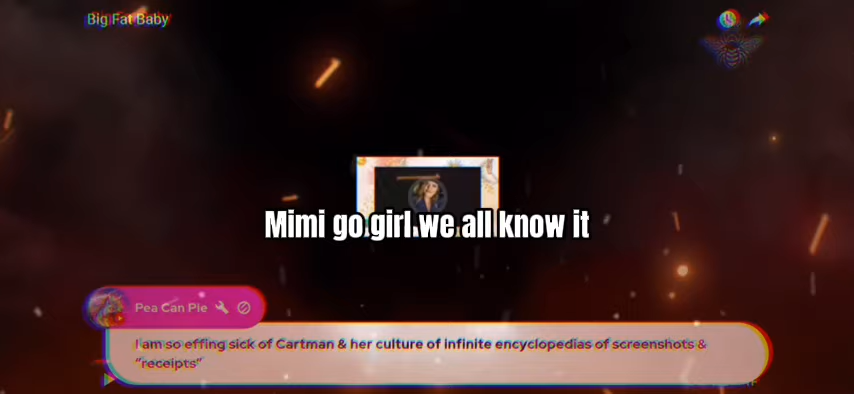 Big Fat Baby
Mimi go girl we all know it
Pea Can Pie
I am so effing sick of Cartman & her culture of infinite encyclopedias of screenshots &
"receipts"